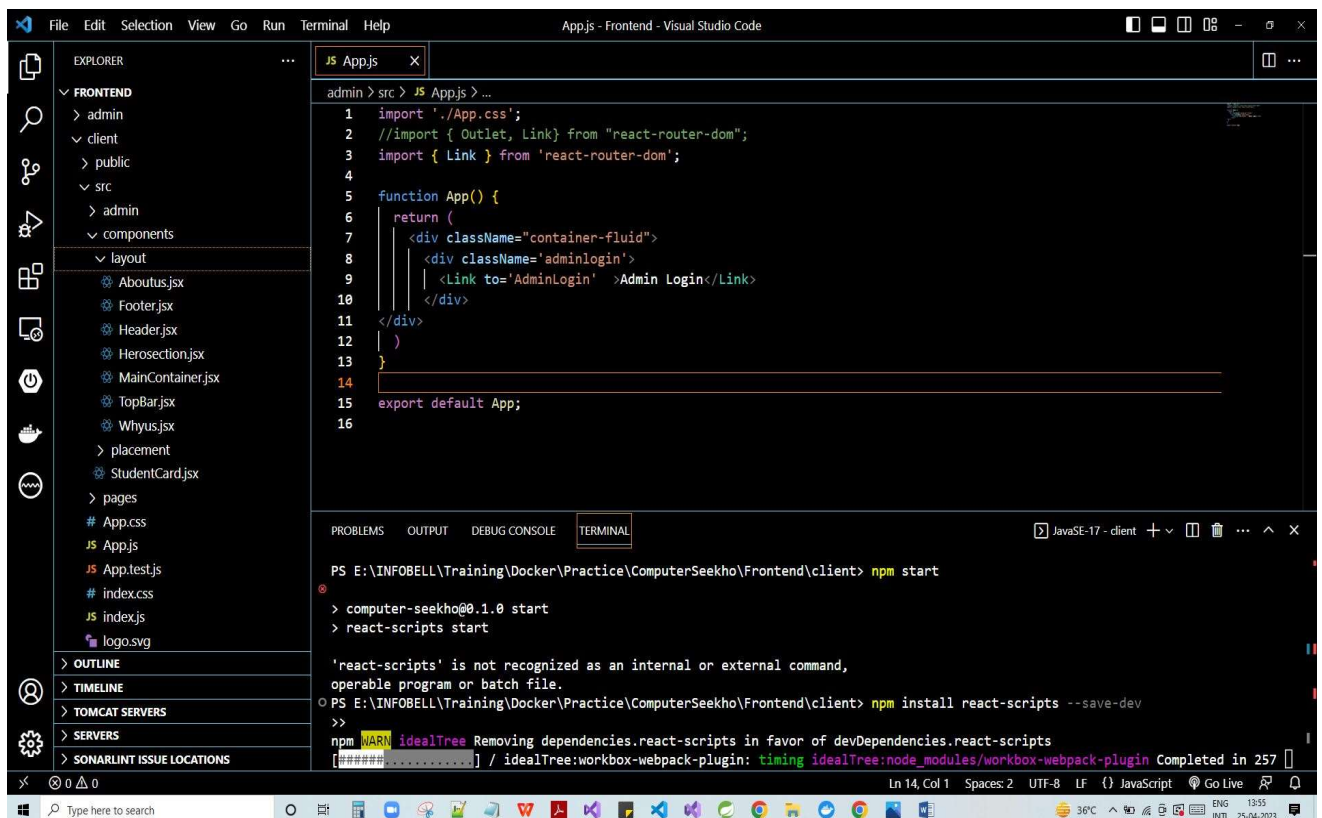 File Edit Selection View Go Run Terminal Help
App.js - Frontend - Visual Studio Code
EXPLORER
FRONTEND
admin
client
public
src
admin
components
layout
Aboutus.jsx
Footer.jsx
Header.jsx
Herosection.jsx
MainContainer.jsx
TopBar.jsx
Whyus.jsx
placement
StudentCard.jsx
pages
# App.css
JS App.js
JS App.test.js
# index.css
JS index.js
logo.svg
OUTLINE
TIMELINE
TOMCAT SERVERS
SERVERS
SONARLINT ISSUE LOCATIONS
JS App.js
admin > src > JS App.js > ...
1 import './App.css';
2 //import { Outlet, Link} from "react-router-dom";
3 import { Link } from 'react-router-dom';
4
5 function App() {
6 return (
7 <div className="container-fluid">
8 <div className='adminlogin'>
9 <Link to='AdminLogin' >Admin Login</Link>
10 </div>
11 </div>
12 )
13 }
14
15 export default App;
16
PROBLEMS OUTPUT DEBUG CONSOLE TERMINAL
JavaSE-17 - client
PS E:\INFOBELL\Training\Docker\Practice\ComputerSeekho\Frontend\client> npm start
> computer-seekho@0.1.0 start
> react-scripts start
'react-scripts' is not recognized as an internal or external command,
operable program or batch file.
PS E:\INFOBELL\Training\Docker\Practice\ComputerSeekho\Frontend\client> npm install react-scripts --save-dev
>>
npm WARN idealTree Removing dependencies.react-scripts in favor of devDependencies.react-scripts
[######............] / idealTree:workbox-webpack-plugin: timing idealTree:node_modules/workbox-webpack-plugin Completed in 257
0 0
Ln 14, Col 1 Spaces: 2 UTF-8 LF {} JavaScript Go Live
Type here to search
36°C
ENG
INTL
13:55
25-04-2023